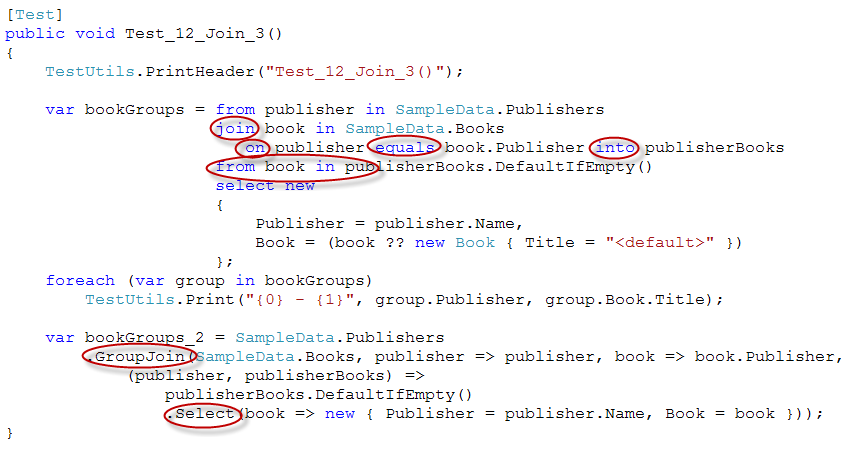 [Test]
public void Test_12_Join_3()
{
    TestUtils.PrintHeader("Test_12_Join_3()");
    var bookGroups = from publisher in SampleData.Publishers
                     join book in SampleData.Books
                        on publisher equals book.Publisher into publisherBooks
                     from book in publisherBooks.DefaultIfEmpty()
                     select new
                     {
                         Publisher = publisher.Name,
                         Book = (book ?? new Book { Title = "<default>" })
                     };
    foreach (var group in bookGroups)
        TestUtils.Print("{0} - {1}", group.Publisher, group.Book.Title);
    var bookGroups_2 = SampleData.Publishers
        .GroupJoin(SampleData.Books, publisher => publisher, book => book.Publisher,
            (publisher, publisherBooks) =>
                publisherBooks.DefaultIfEmpty()
                .Select(book => new { Publisher = publisher.Name, Book = book }));
}